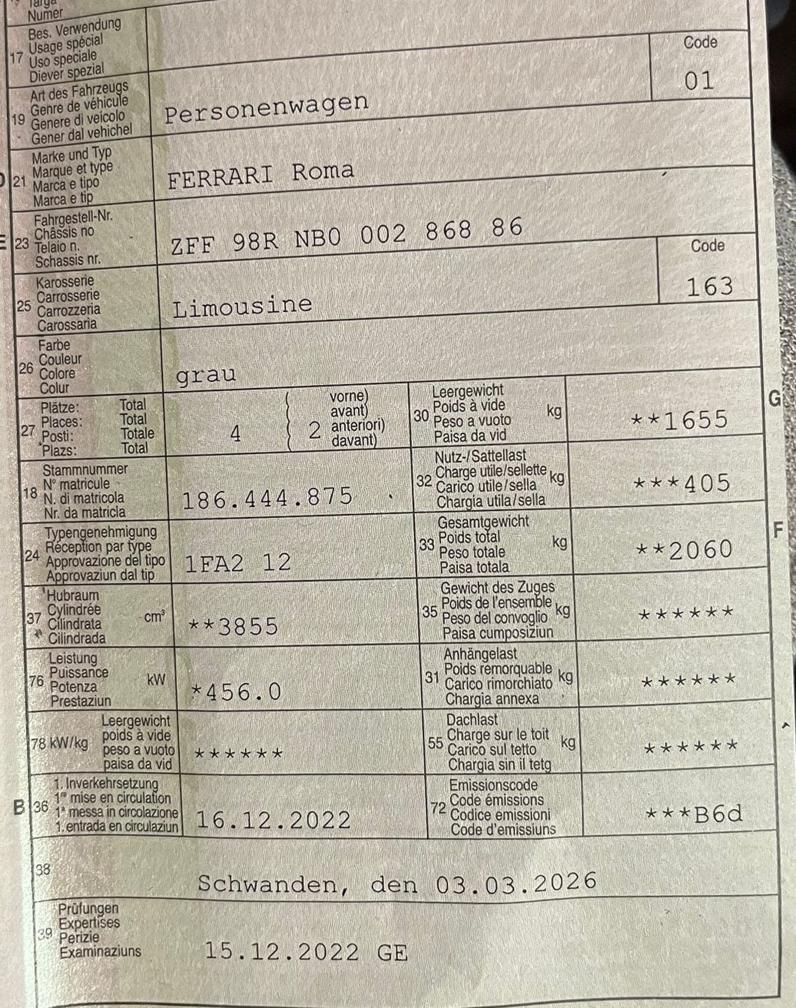 Targa
Numer
17 Bes. Verwendung
Usage spécial
Uso speciale
Diever spezial
19 Art des Fahrzeugs
Genre de véhicule
Genere di veicolo
Gener dal vehichel
Personenwagen
Code
01
21 Marke und Typ
Marque et type
Marca e tipo
Marca e tip
FERRARI Roma
E 23 Fahrgestell-Nr.
Châssis no
Telaio n.
Schassis nr.
ZFF 98R NB0 002 868 86
25 Karosserie
Carrosserie
Carrozzeria
Carossaria
Limousine
Code
163
26 Farbe
Couleur
Colore
Colur
grau
27 Plätze: Total
Places: Total
Posti: Totale
Plazs: Total
4
2 vorne)
avant)
anteriori)
davant)
30 Leergewicht
Poids à vide
Peso a vuoto
Paisa da vid
kg
**1655
G
18 Stammnummer
N° matricule
N. di matricola
Nr. da matricla
186.444.875
32 Nutz-/Sattellast
Charge utile/sellette
Carico utile/sella
Chargia utila/sella
kg
***405
24 Typengenehmigung
Réception par type
Approvazione del tipo
Approvaziun dal tip
1FA2 12
33 Gesamtgewicht
Poids total
Peso totale
Paisa totala
kg
**2060
F
37 Hubraum
Cylindrée
Cilindrata
Cilindrada
cm³
**3855
35 Gewicht des Zuges
Poids de l'ensemble
Peso del convoglio
Paisa cumposiziun
kg
******
76 Leistung
Puissance
Potenza
Prestaziun
kW
*456.0
31 Anhängelast
Poids remorquable
Carico rimorchiato
Chargia annexa
kg
******
78 kW/kg Leergewicht
poids à vide
peso a vuoto
paisa da vid
******
55 Dachlast
Charge sur le toit
Carico sul tetto
Chargia sin il tetg
kg
******
B 36 1. Inverkehrsetzung
1re mise en circulation
1a messa in circolazione
1. entrada en circulaziun
16.12.2022
72 Emissionscode
Code émissions
Codice emissioni
Code d'emissiuns
***B6d
38
Schwanden, den 03.03.2026
39 Prüfungen
Expertises
Perizie
Examinaziuns
15.12.2022 GE